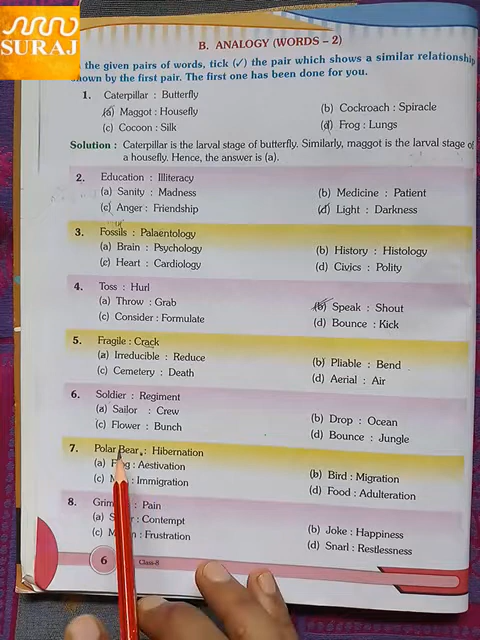 SURAJ
B. ANALOGY (WORDS – 2)
the given pairs of words, tick (✓) the pair which shows a similar relationship
shown by the first pair. The first one has been done for you.
1. Caterpillar : Butterfly
(a) Maggot : Housefly
(b) Cockroach : Spiracle
(c) Cocoon : Silk
(d) Frog : Lungs
Solution : Caterpillar is the larval stage of butterfly. Similarly, maggot is the larval stage of
a housefly. Hence, the answer is (a).
2. Education : Illiteracy
(a) Sanity : Madness
(b) Medicine : Patient
(c) Anger : Friendship
(d) Light : Darkness
3. Fossils : Palaentology
(a) Brain : Psychology
(b) History : Histology
(c) Heart : Cardiology
(d) Civics : Polity
4. Toss : Hurl
(a) Throw : Grab
(b) Speak : Shout
(c) Consider : Formulate
(d) Bounce : Kick
5. Fragile : Crack
(a) Irreducible : Reduce
(b) Pliable : Bend
(c) Cemetery : Death
(d) Aerial : Air
6. Soldier : Regiment
(a) Sailor : Crew
(b) Drop : Ocean
(c) Flower : Bunch
(d) Bounce : Jungle
7. Polar Bear : Hibernation
(a) Frog : Aestivation
(b) Bird : Migration
(c) : Immigration
(d) Food : Adulteration
8. : Pain
(a) : Contempt
(b) Joke : Happiness
(c) : Frustration
(d) Snarl : Restlessness
6
Class-8